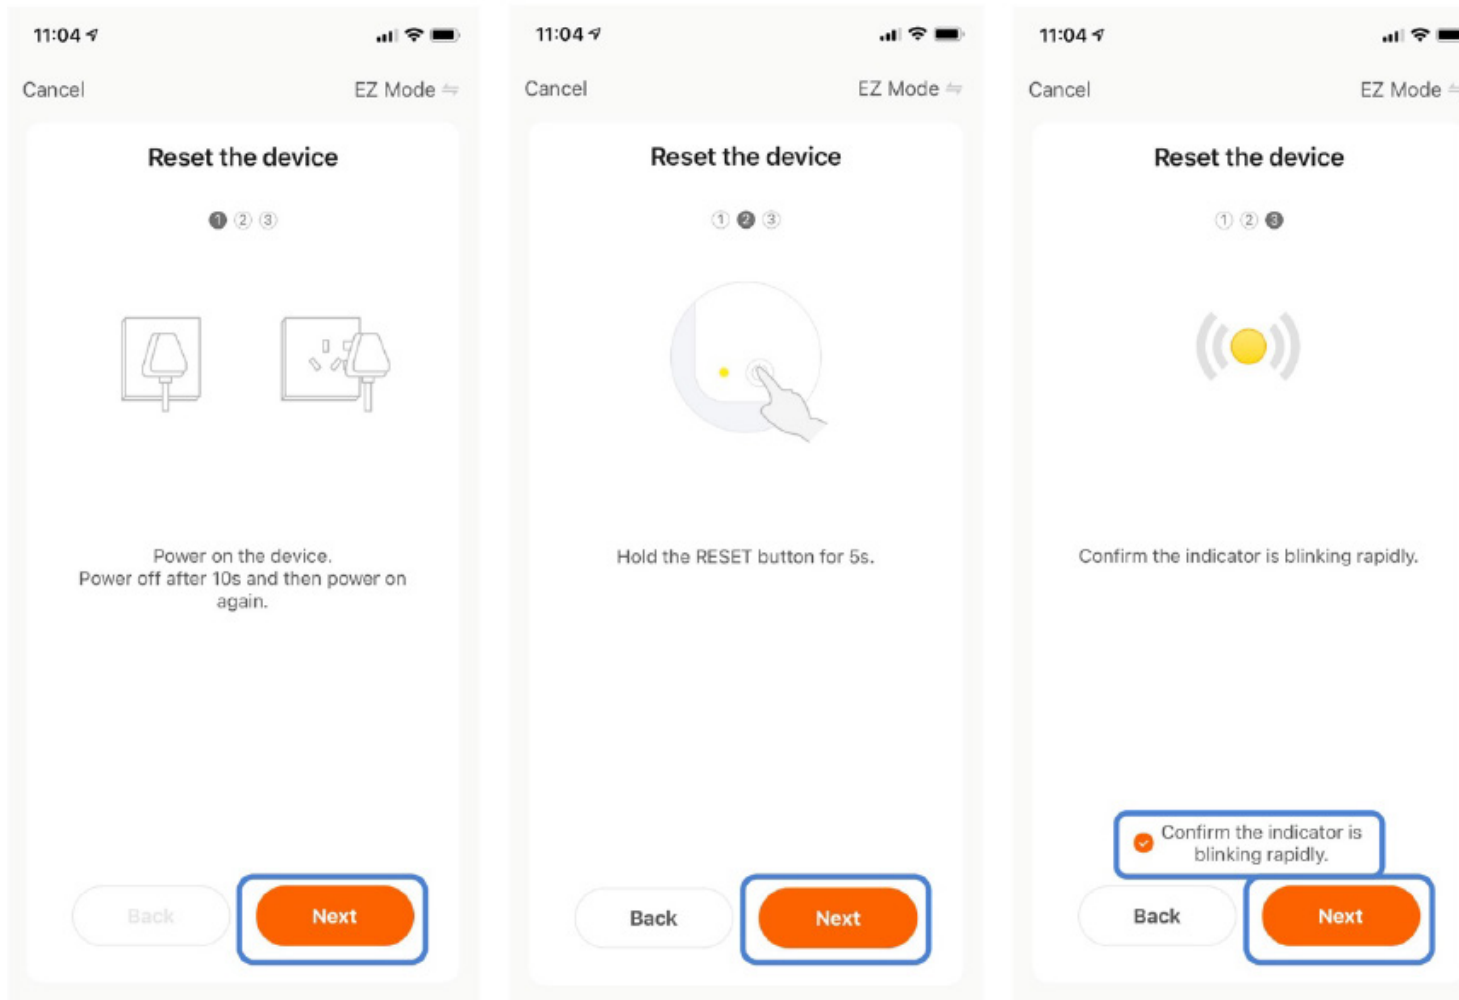 11:04
Cancel
EZ Mode
Reset the device
1 2 3
Power on the device.
Power off after 10s and then power on
again.
Back
Next
11:04
Cancel
EZ Mode
Reset the device
1 2 3
Hold the RESET button for 5s.
Back
Next
11:04
Cancel
EZ Mode
Reset the device
1 2 3
Confirm the indicator is blinking rapidly.
Confirm the indicator is
blinking rapidly.
Back
Next